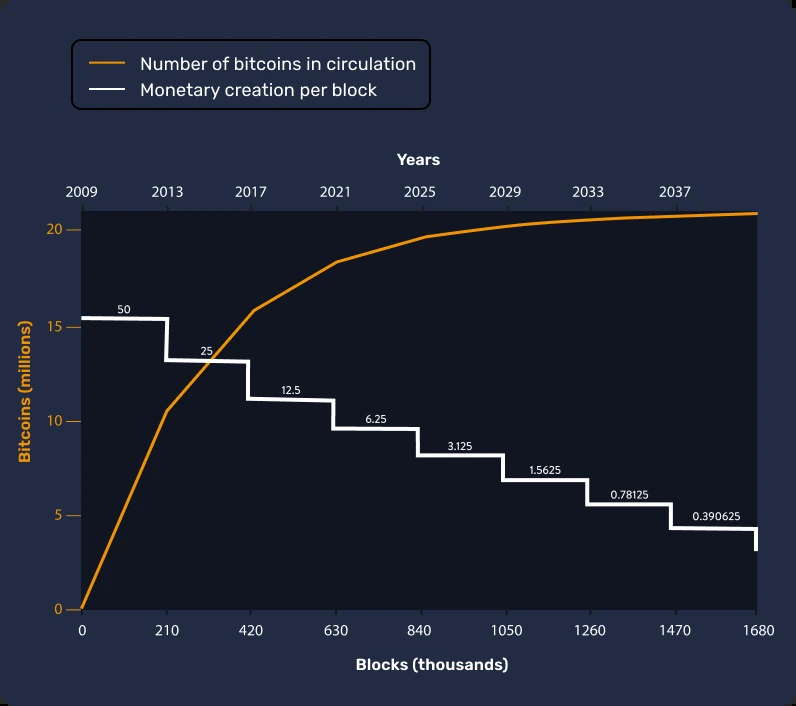 Number of bitcoins in circulation
Monetary creation per block
Years
2009 2013 2017 2021 2025 2029 2033 2037
20
15
10
5
0
Bitcoins (millions)
50
25
12.5
6.25
3.125
1.5625
0.78125
0.390625
0 210 420 630 840 1050 1260 1470 1680
Blocks (thousands)